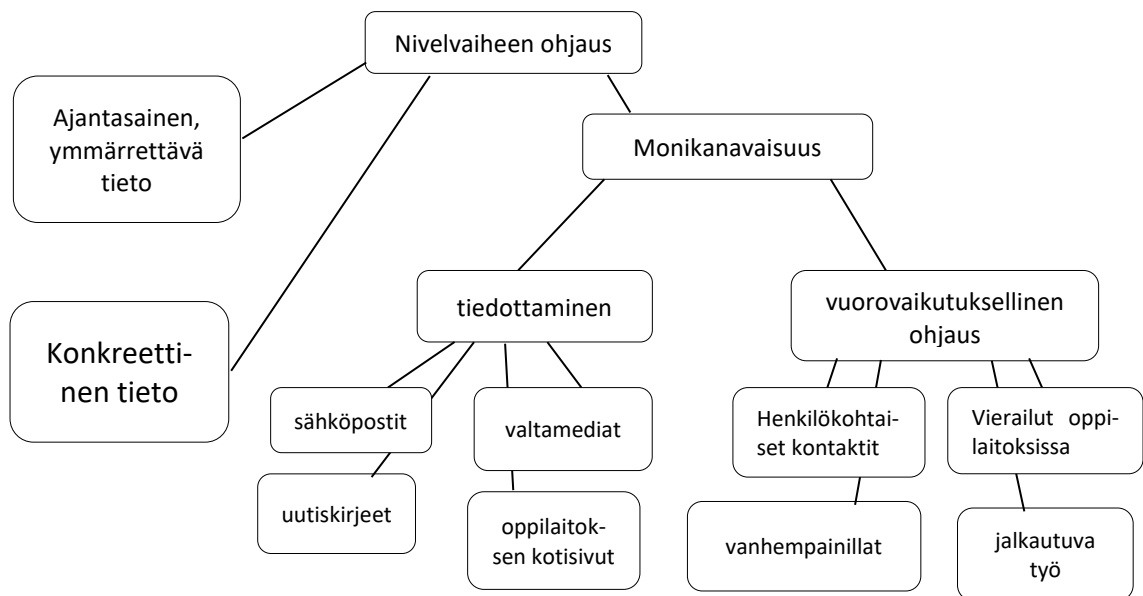 Nivelvaiheen ohjaus
Ajantasainen,
ymmärrettävä
tieto
Monikanavaisuus
Konkreetti-
nen tieto
tiedottaminen
vuorovaikutuksellinen
ohjaus
sähköpostit
valtamediat
Henkilökohtai-
set kontaktit
Vierailut oppi-
laitoksissa
uutiskirjeet
oppilaitok-
sen kotisivut
vanhempainillat
jalkautuva
työ